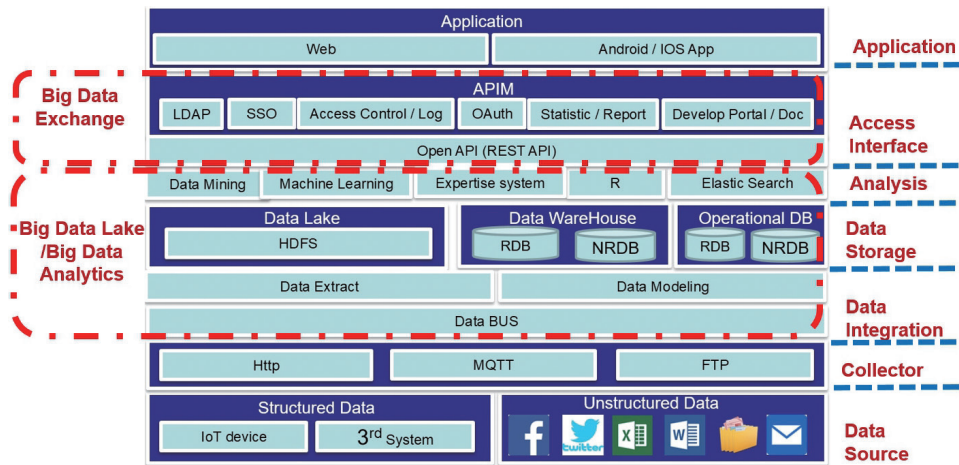 Application
Web
Android / IOS App
Application
Big Data
Exchange
APIM
LDAP
SSO
Access Control / Log
OAuth
Statistic / Report
Develop Portal / Doc
Open API (REST API)
Access
Interface
Data Mining
Machine Learning
Expertise system
R
Elastic Search
Analysis
Big Data Lake
/Big Data
Analytics
Data Lake
HDFS
Data WareHouse
RDB
NRDB
Operational DB
RDB
NRDB
Data
Storage
Data Extract
Data Modeling
Data BUS
Data
Integration
Http
MQTT
FTP
Collector
Structured Data
IoT device
3rd System
Unstructured Data
twitter
Data
Source